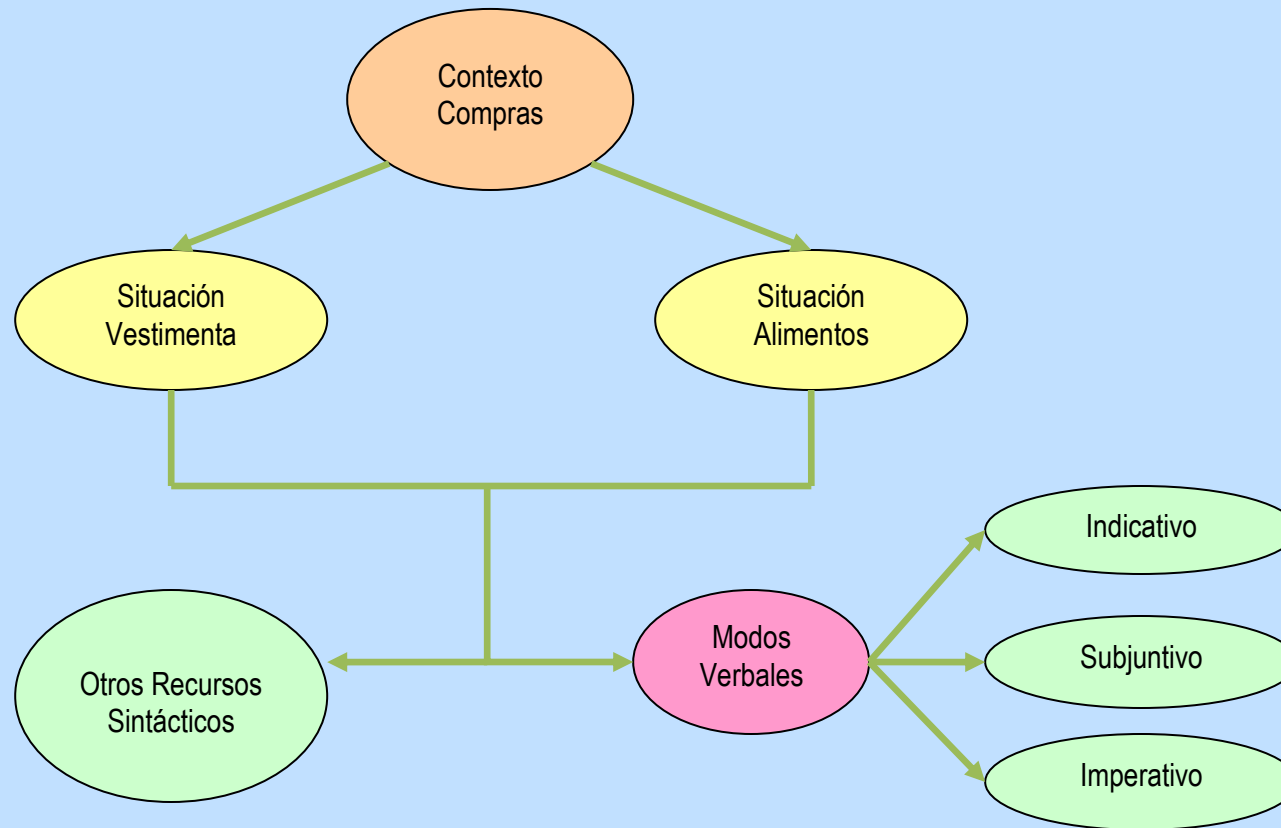 Contexto
Compras
Situación
Vestimenta
Situación
Alimentos
Indicativo
Modos
Verbales
Subjuntivo
Otros Recursos
Sintácticos
Imperativo